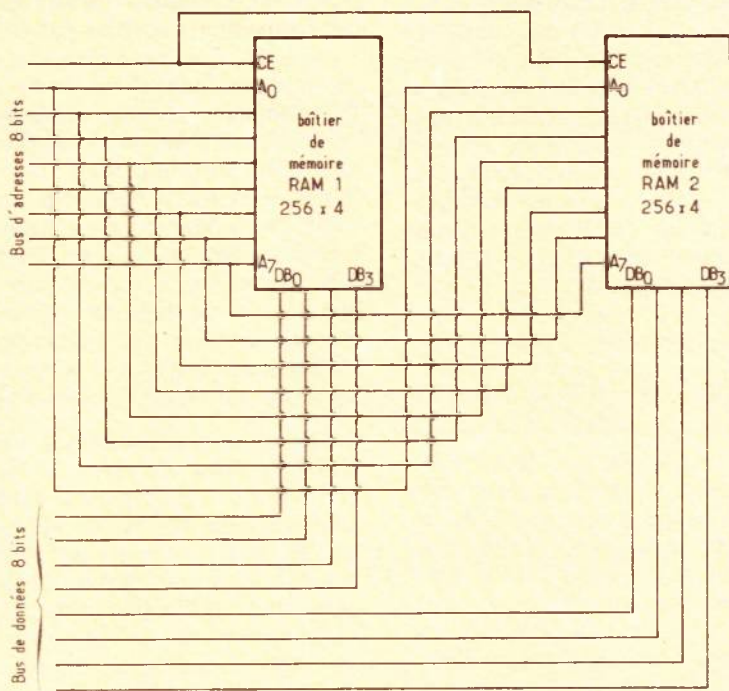 CE
A0
boîtier
de
mémoire
RAM 1
256 x 4
A7
DB0
DB3
CE
A0
boîtier
de
mémoire
RAM 2
256 x 4
A7
DB0
DB3
Bus d'adresses 8 bits
Bus de données 8 bits